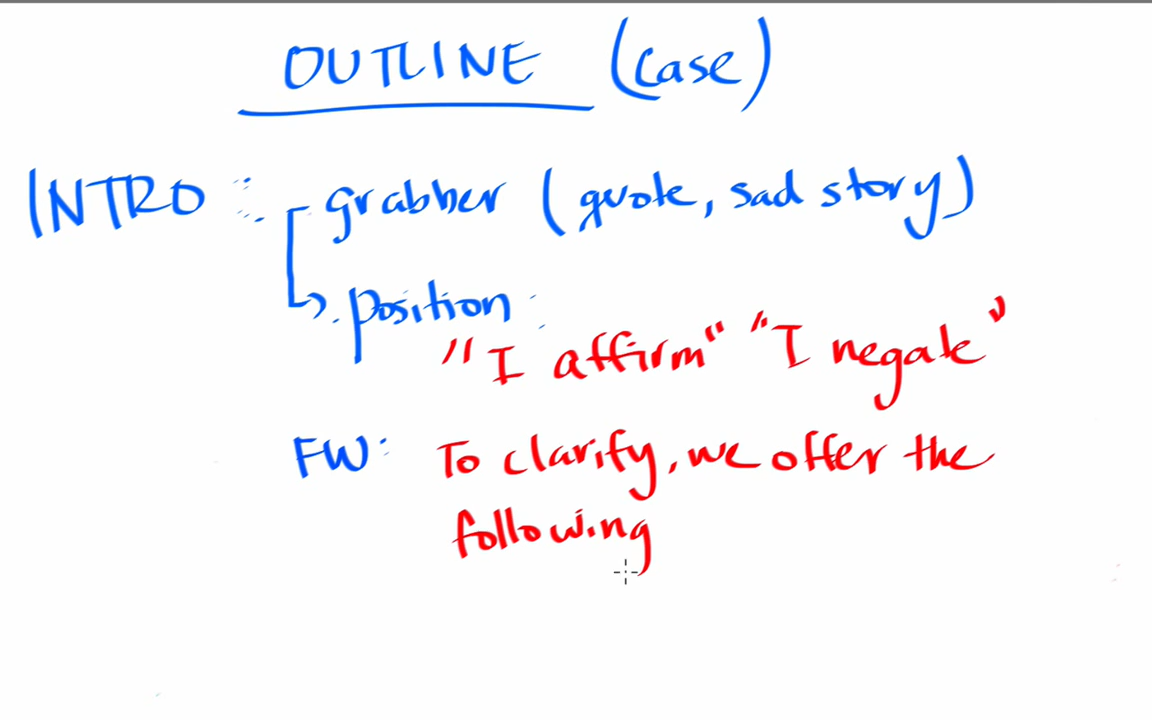 OUTLINE (case)
INTRO: grabber (quote, sad story)
position:
"I affirm" "I negate"
FW: To clarify, we offer the
following